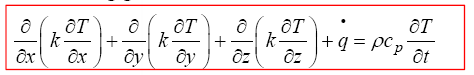 ∂/∂x (k ∂T/∂x) + ∂/∂y (k ∂T/∂y) + ∂/∂z (k ∂T/∂z) + q̇ = ρc_p ∂T/∂t